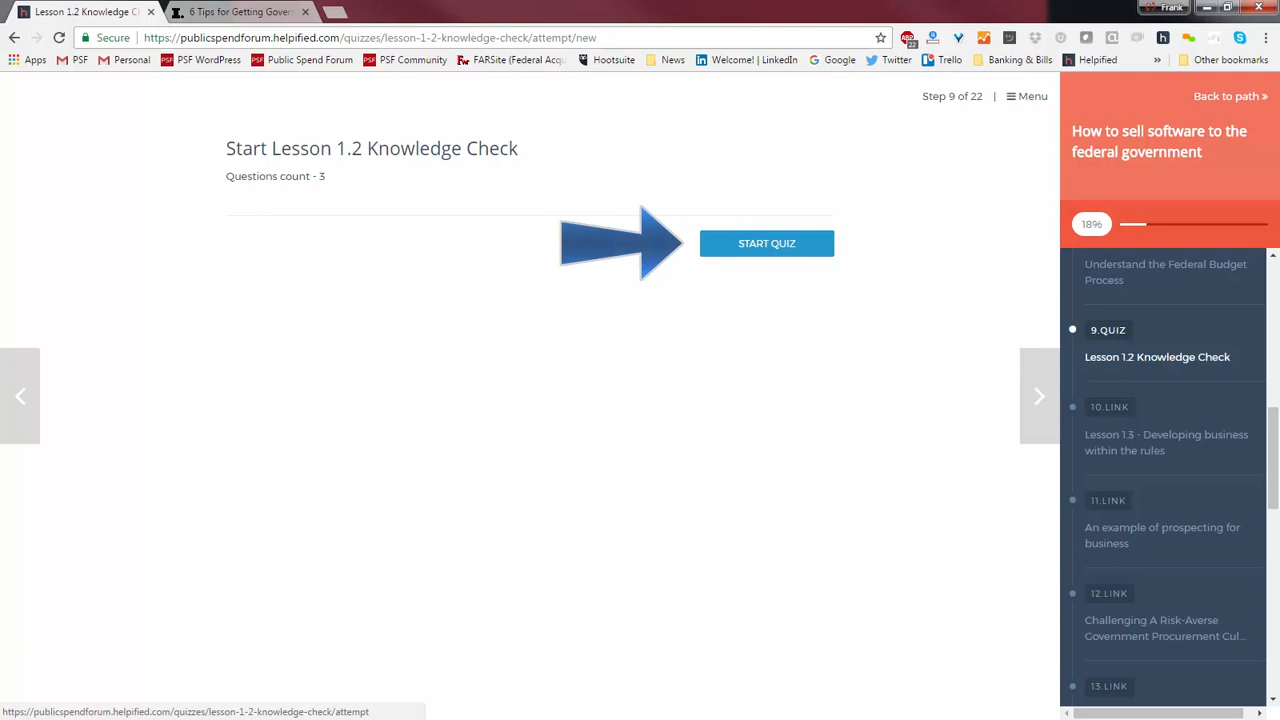 Lesson 1.2 Knowledge C
6 Tips for Getting Gover
Frank
Secure
https://publicspendforum.helpified.com/quizzes/lesson-1-2-knowledge-check/attempt/new
22
Apps
PSF
Personal
PSF WordPress
Public Spend Forum
PSF Community
FARSite (Federal Acq
Hootsuite
News
Welcome! | LinkedIn
Google
Twitter
Trello
Banking & Bills
Helpified
Other bookmarks
Step 9 of 22 | Menu
Back to path »
How to sell software to the
federal government
18%
Start Lesson 1.2 Knowledge Check
Questions count - 3
START QUIZ
Understand the Federal Budget
Process
9.QUIZ
Lesson 1.2 Knowledge Check
10.LINK
Lesson 1.3 - Developing business
within the rules
11.LINK
An example of prospecting for
business
12.LINK
Challenging A Risk-Averse
Government Procurement Cul...
13.LINK
https://publicspendforum.helpified.com/quizzes/lesson-1-2-knowledge-check/attempt